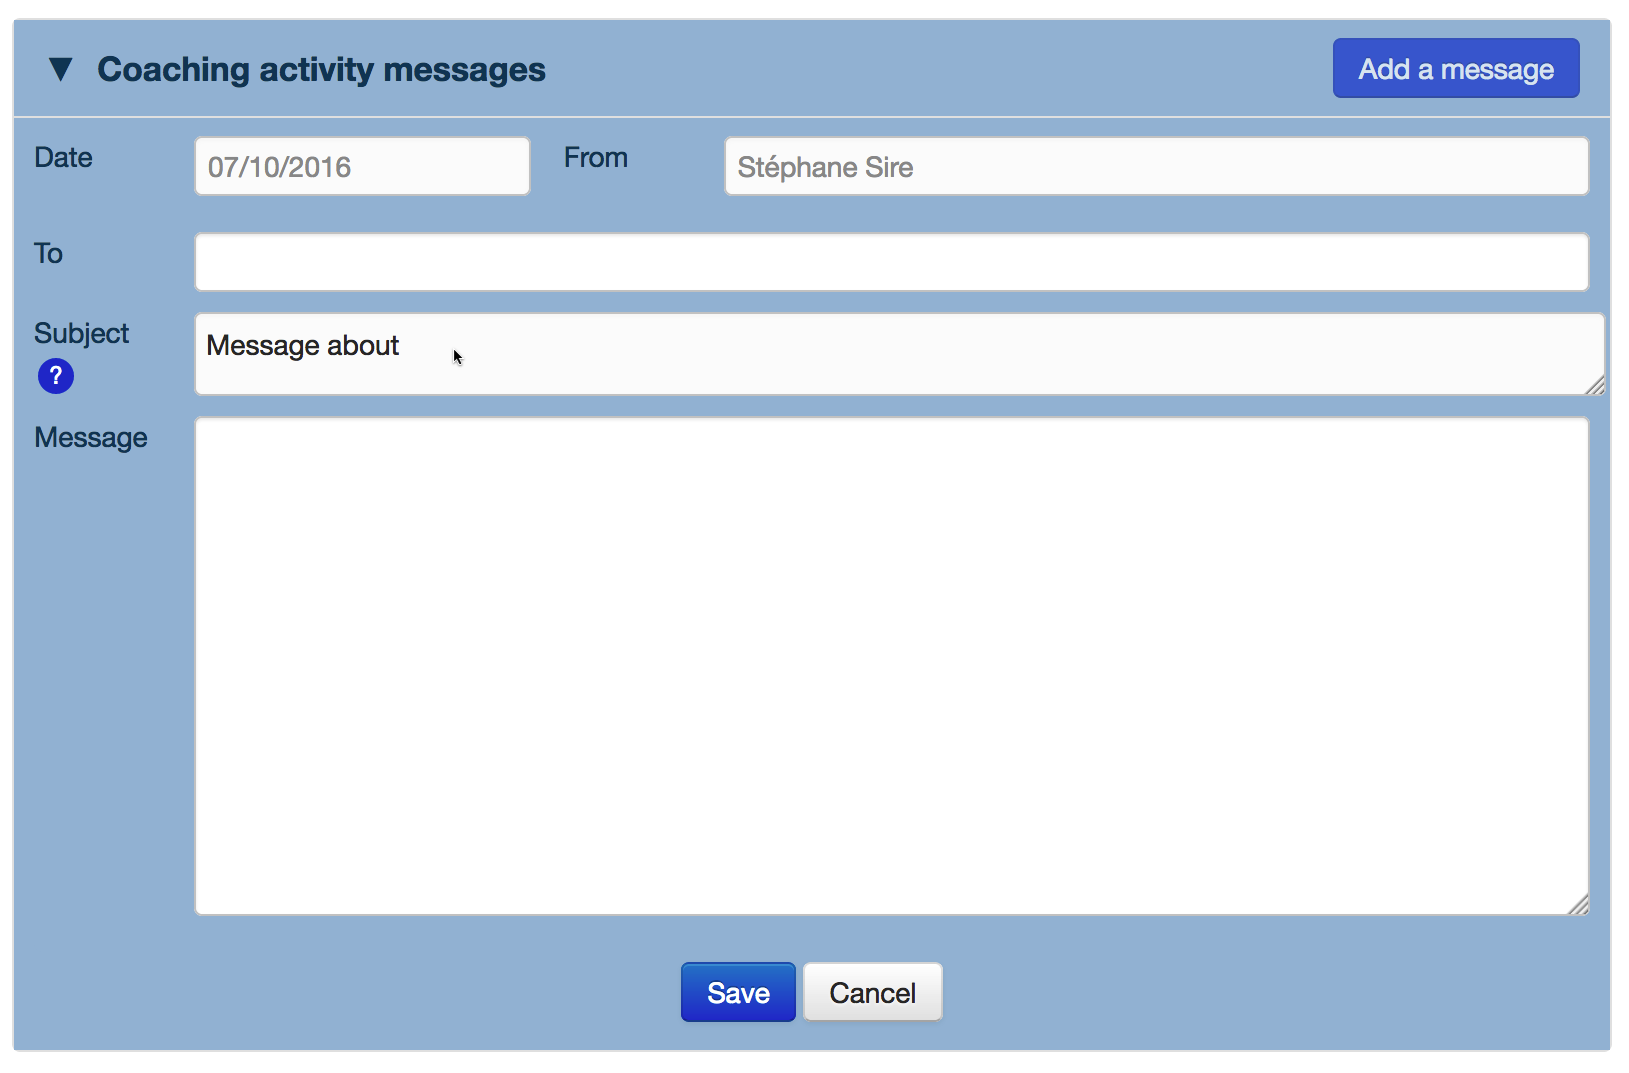 ▼ Coaching activity messages Add a message
Date 07/10/2016 From Stéphane Sire
To
Subject Message about
?
Message
Save Cancel